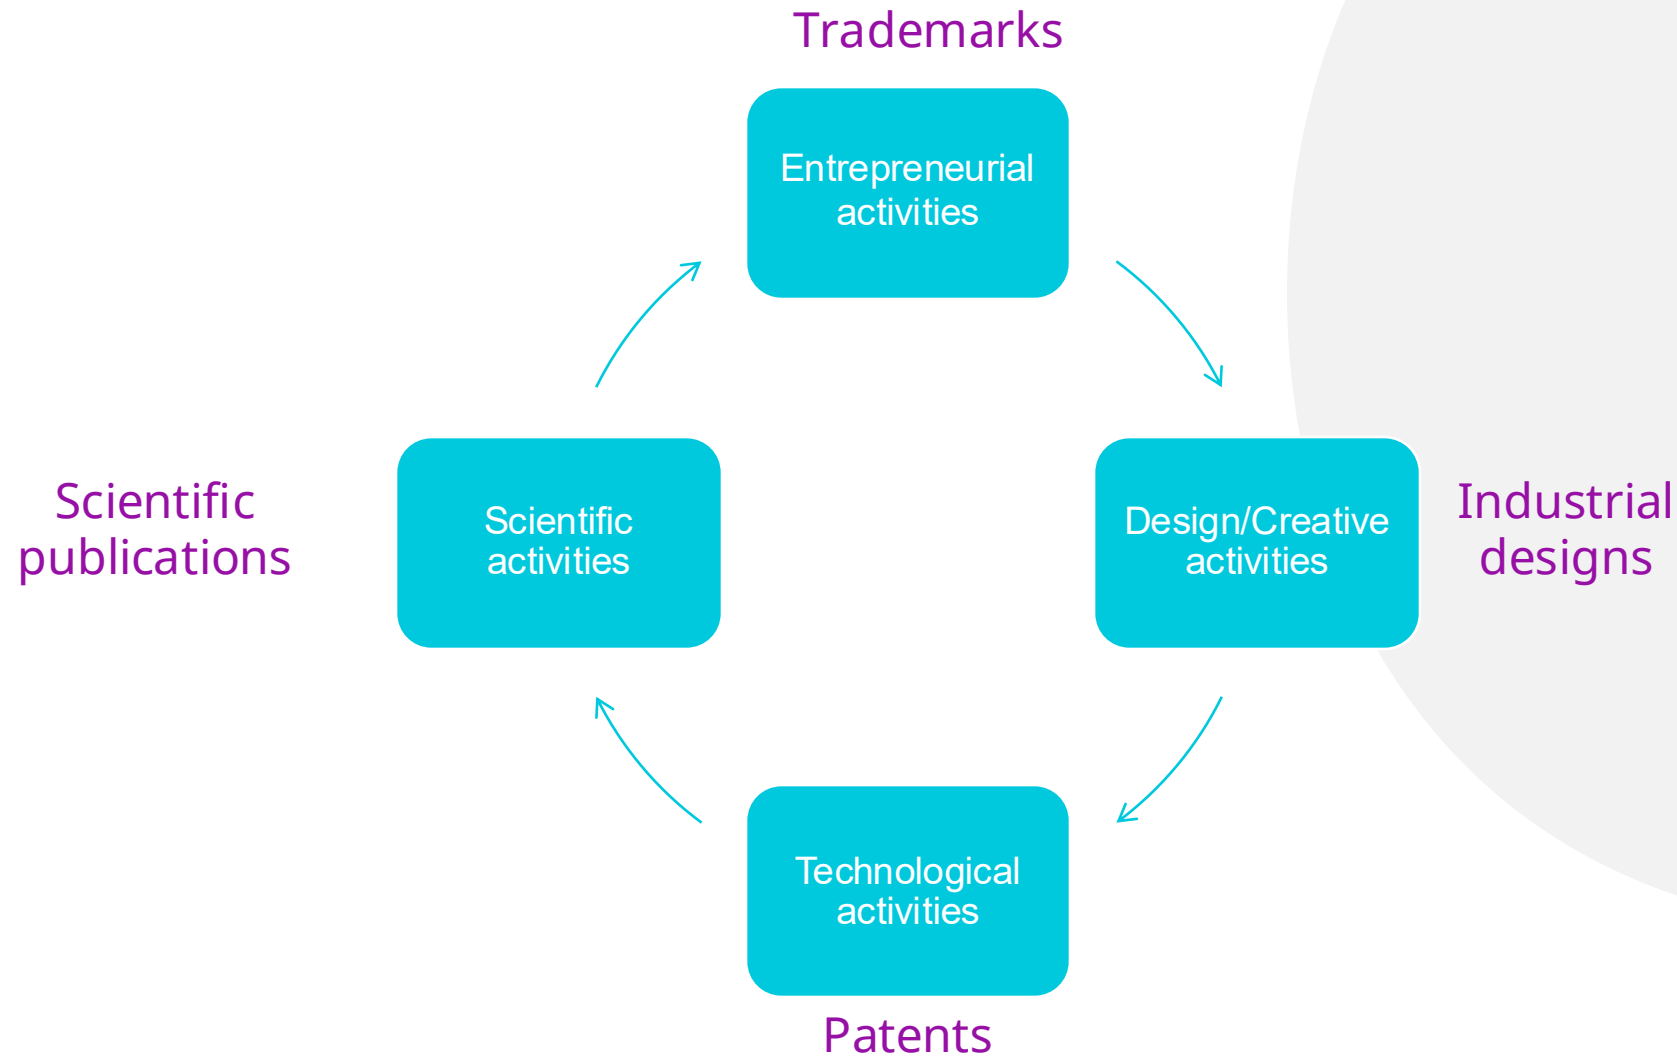 Trademarks
Entrepreneurial
activities
Scientific
publications
Scientific
activities
Design/Creative
activities
Industrial
designs
Technological
activities
Patents